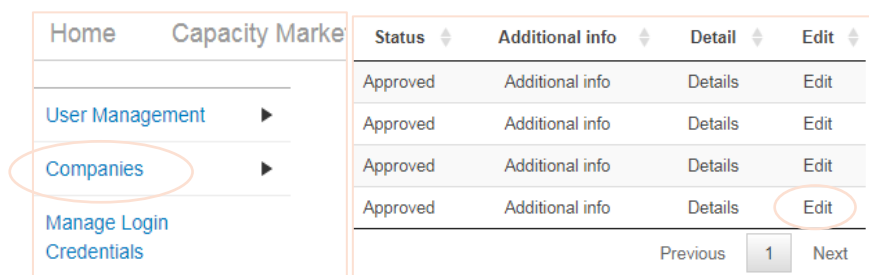 Home Capacity Marke
User Management
Companies
Manage Login
Credentials
Status Additional info Detail Edit
Approved Additional info Details Edit
Approved Additional info Details Edit
Approved Additional info Details Edit
Approved Additional info Details Edit
Previous 1 Next